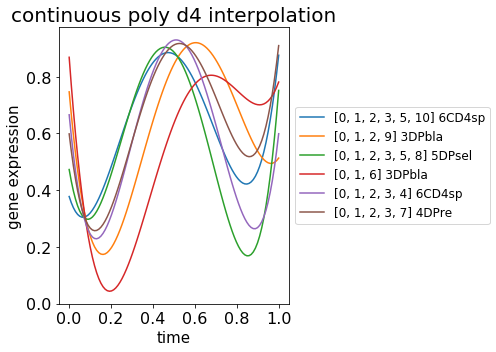 continuous poly d4 interpolation
gene expression
0.8
0.6
0.4
0.2
0.0
0.0 0.2 0.4 0.6 0.8 1.0
time
[0, 1, 2, 3, 5, 10] 6CD4sp
[0, 1, 2, 9] 3DPbla
[0, 1, 2, 3, 5, 8] 5DPsel
[0, 1, 6] 3DPbla
[0, 1, 2, 3, 4] 6CD4sp
[0, 1, 2, 3, 7] 4DPre